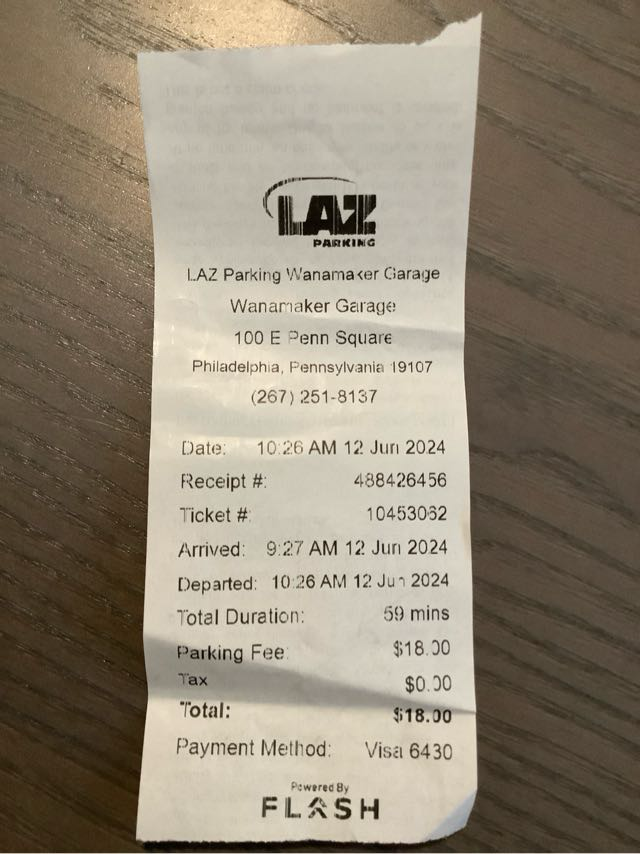 LAZ
PARKING
LAZ Parking Wanamaker Garage
Wanamaker Garage
100 E Penn Square
Philadelphia, Pennsylvania 19107
(267) 251-8137
Date: 10:26 AM 12 Jun 2024
Receipt #: 488426456
Ticket #: 10453062
Arrived: 9:27 AM 12 Jun 2024
Departed: 10:26 AM 12 Jun 2024
Total Duration: 59 mins
Parking Fee: $18.00
Tax $0.00
Total: $18.00
Payment Method: Visa 6430
Powered By
FLASH